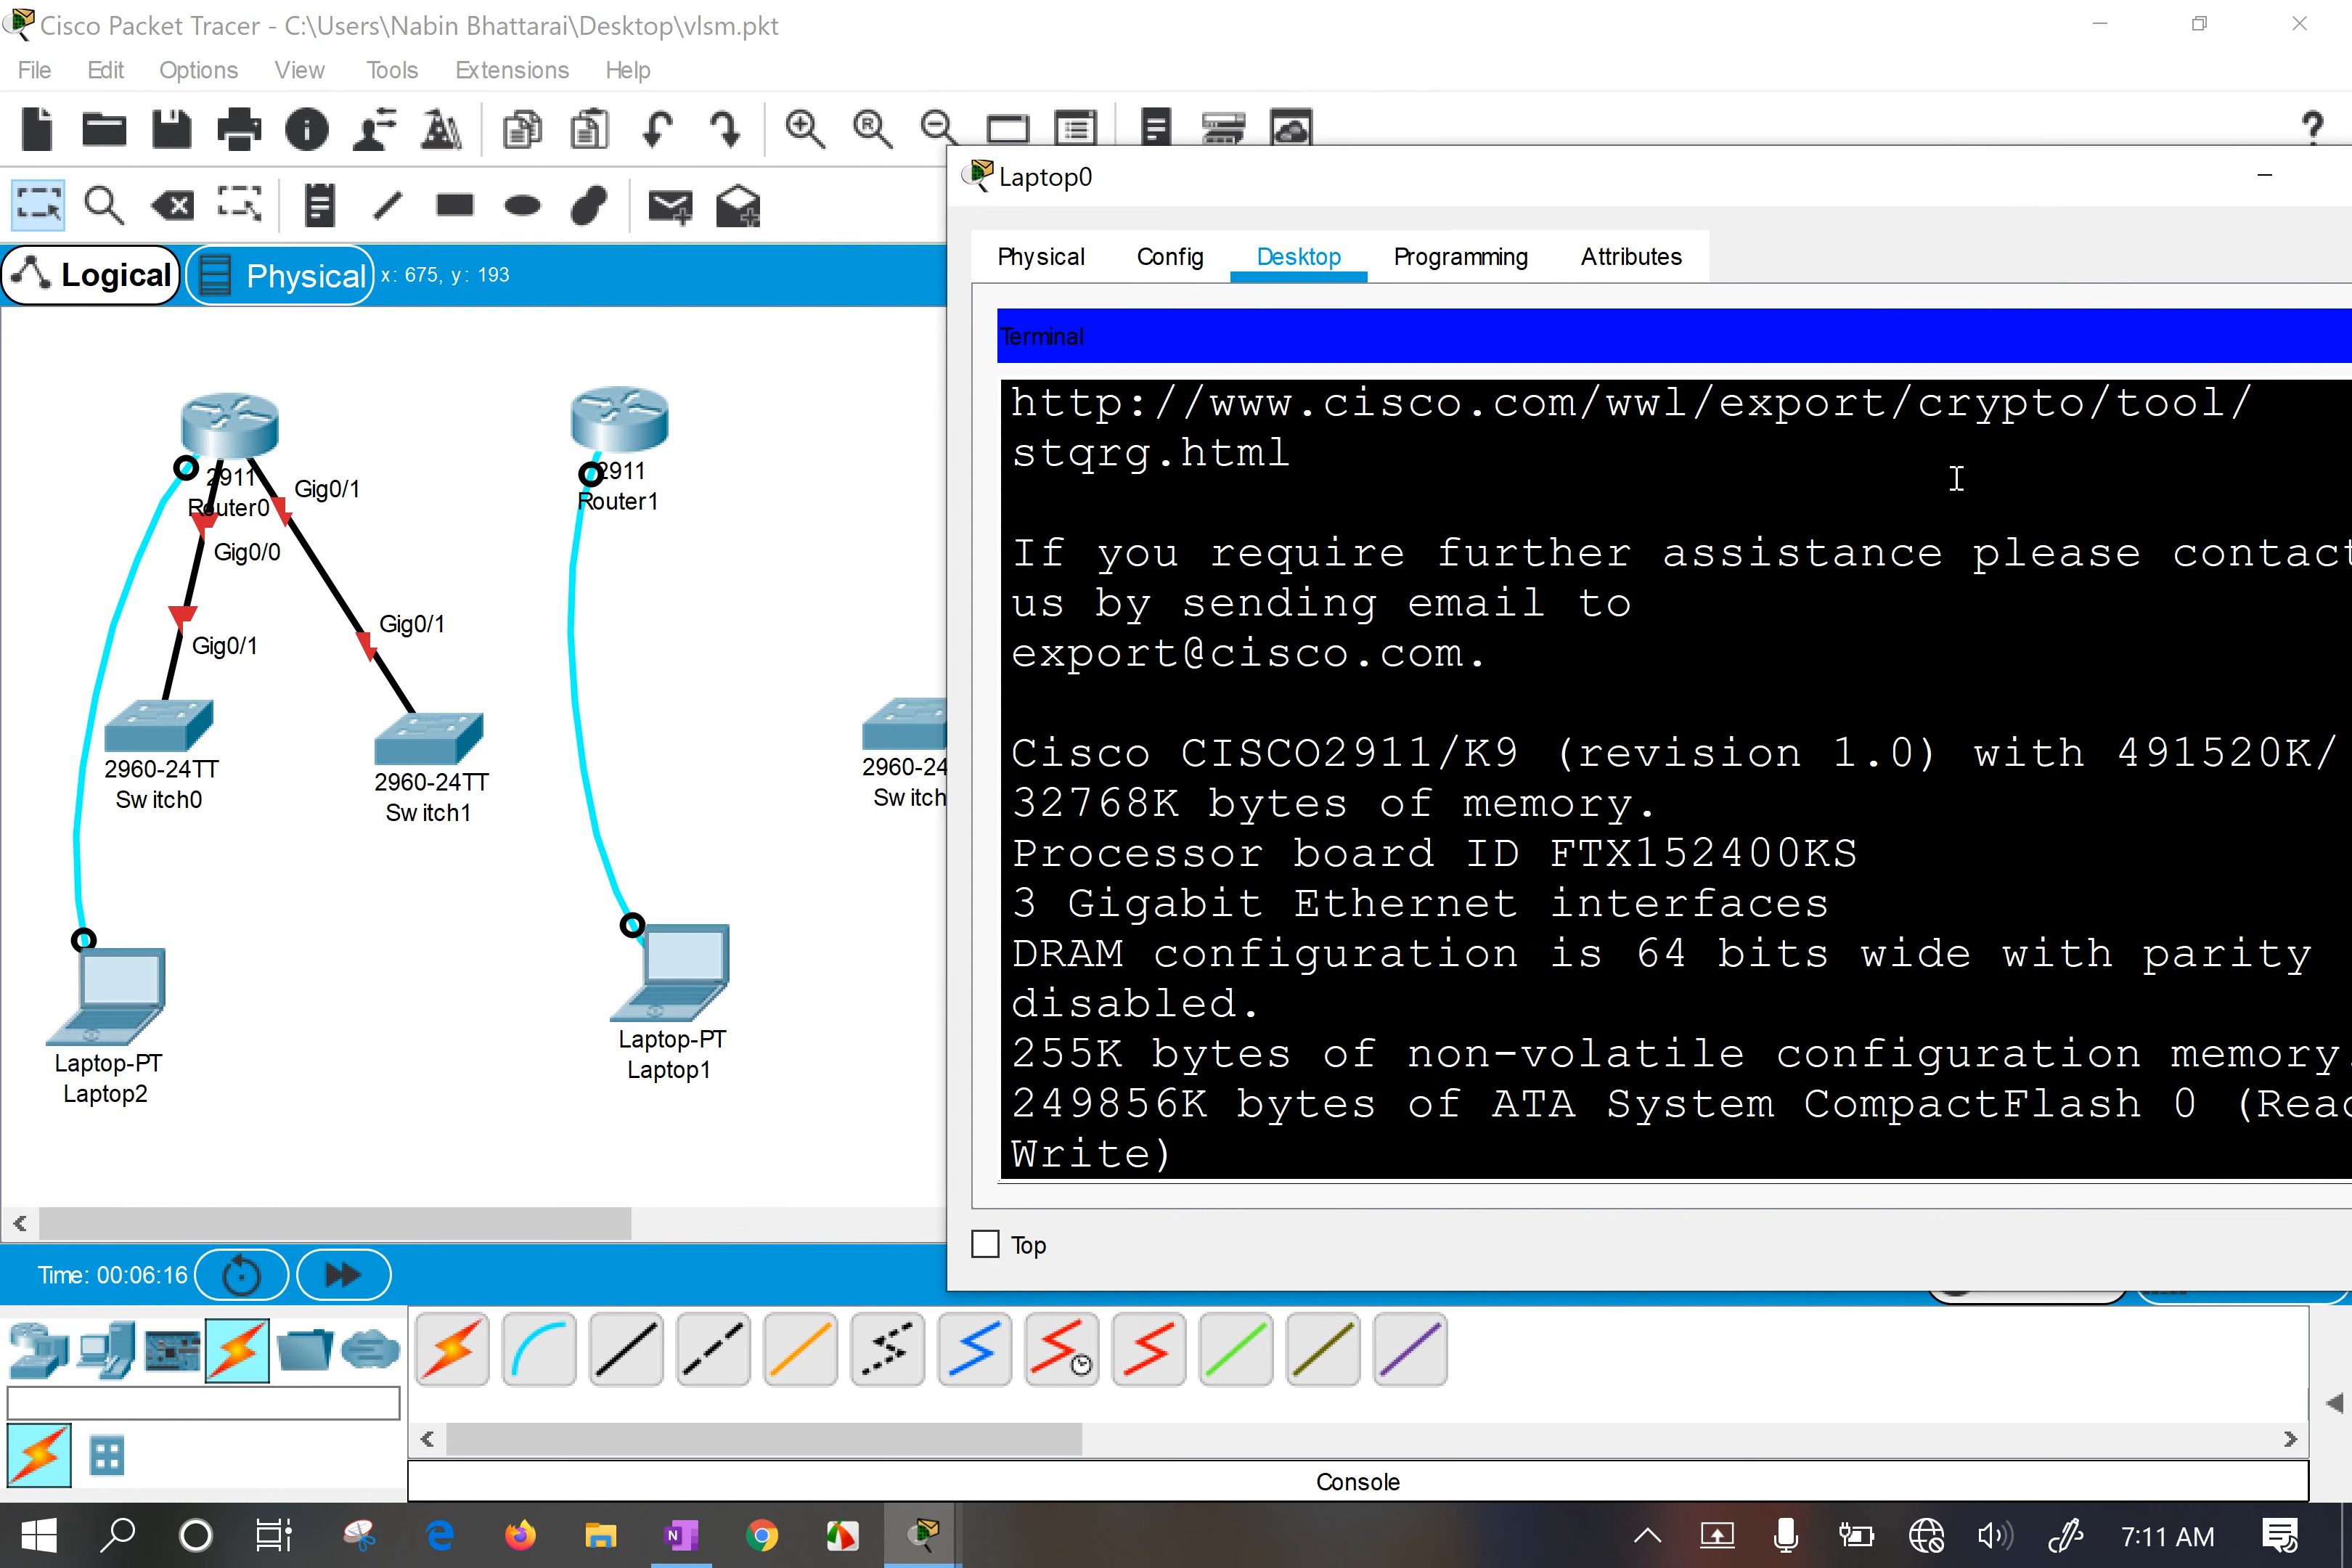 Cisco Packet Tracer - C:\Users\Nabin Bhattarai\Desktop\vlsm.pkt
File Edit Options View Tools Extensions Help
Laptop0
Physical Config Desktop Programming Attributes
Logical Physical x: 675, y: 193
Terminal
http://www.cisco.com/wwl/export/crypto/tool/
stqrg.html
If you require further assistance please contact
us by sending email to
export@cisco.com.
Cisco CISCO2911/K9 (revision 1.0) with 491520K/
32768K bytes of memory.
Processor board ID FTX152400KS
3 Gigabit Ethernet interfaces
DRAM configuration is 64 bits wide with parity
disabled.
255K bytes of non-volatile configuration memory.
249856K bytes of ATA System CompactFlash 0 (Read
Write)
Top
2911
Router0
Gig0/1
Gig0/0
Gig0/1
Gig0/1
2911
Router1
2960-24TT
Switch0
2960-24TT
Switch1
2960-24
Switch
Laptop-PT
Laptop2
Laptop-PT
Laptop1
Time: 00:06:16
Console
7:11 AM